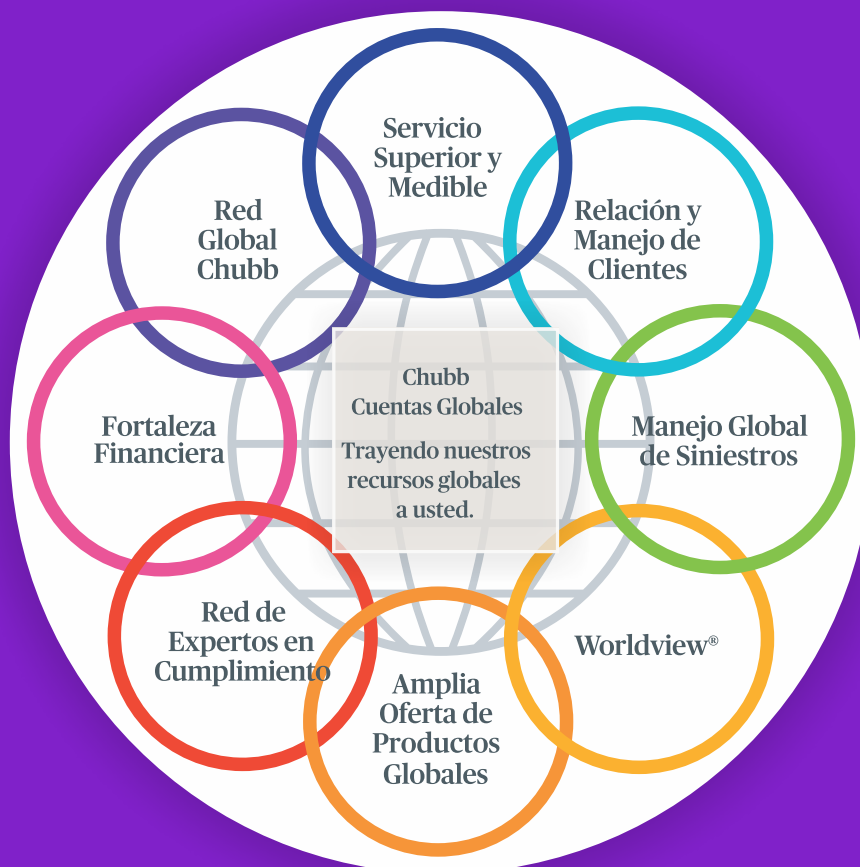 Servicio
Superior y
Medible
Relación y
Manejo de
Clientes
Manejo Global
de Siniestros
Worldview®
Amplia
Oferta de
Productos
Globales
Red de
Expertos en
Cumplimiento
Fortaleza
Financiera
Red
Global
Chubb
Chubb
Cuentas Globales
Trayendo nuestros
recursos globales
a usted.